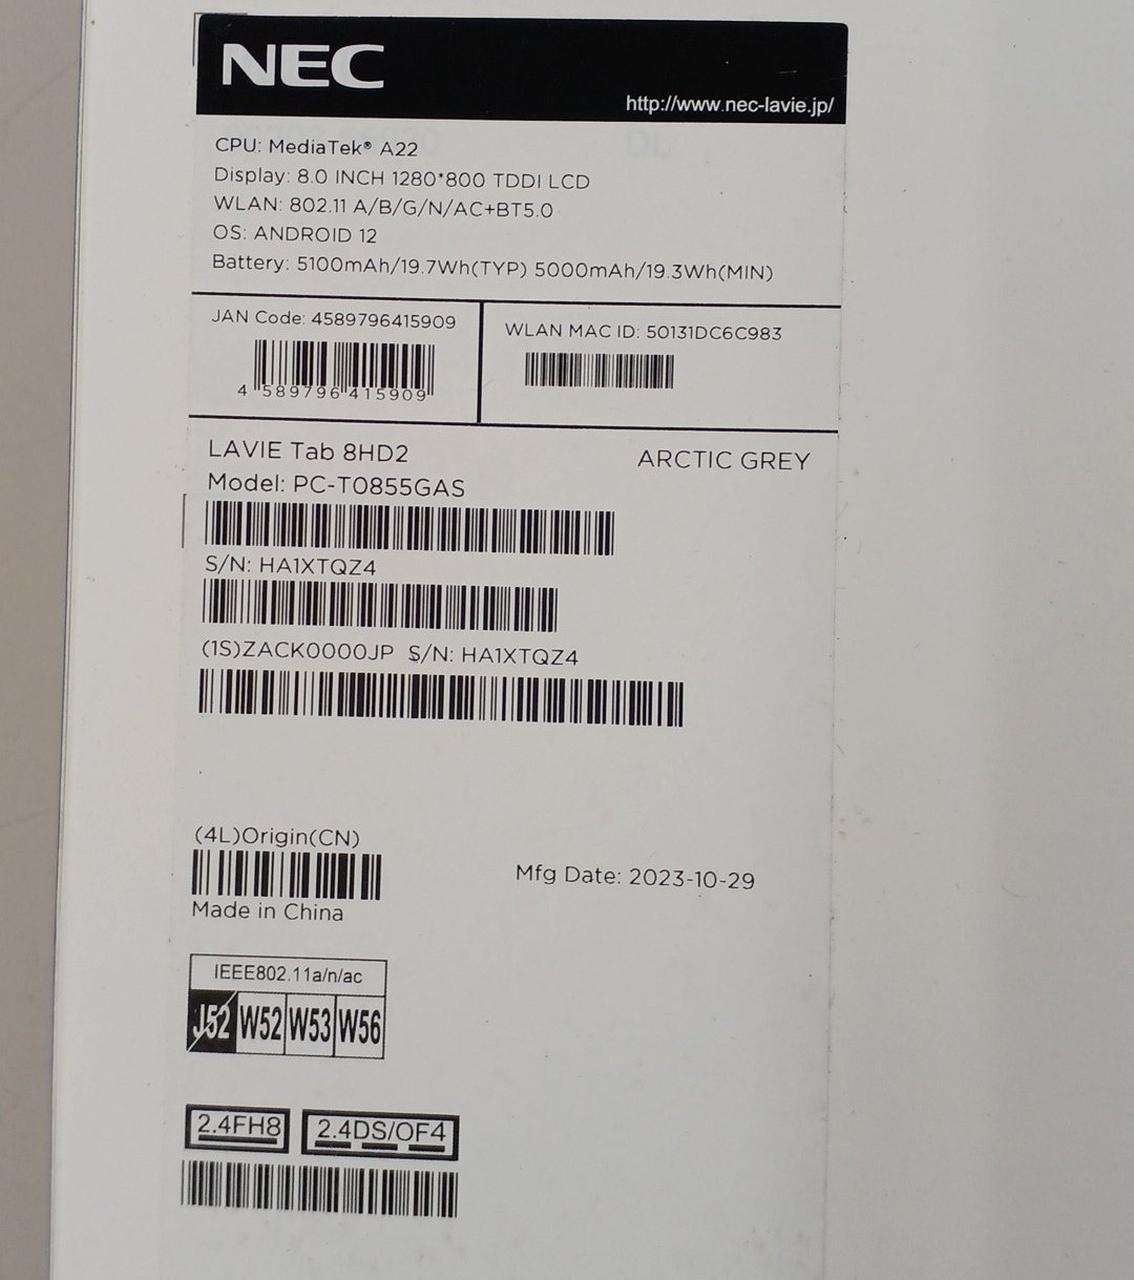 NEC
http://www.nec-lavie.jp/
CPU: MediaTek® A22
Display: 8.0 INCH 1280*800 TDDI LCD
WLAN: 802.11 A/B/G/N/AC+BT5.0
OS: ANDROID 12
Battery: 5100mAh/19.7Wh(TYP) 5000mAh/19.3Wh(MIN)
JAN Code: 4589796415909
4 589796 415909
WLAN MAC ID: 50131DC6C983
LAVIE Tab 8HD2
ARCTIC GREY
Model: PC-T0855GAS
S/N: HA1XTQZ4
(1S)ZACK0000JP S/N: HA1XTQZ4
(4L)Origin(CN)
Mfg Date: 2023-10-29
Made in China
IEEE802.11a/n/ac
J52 W52 W53 W56
2.4FH8 2.4DS/OF4